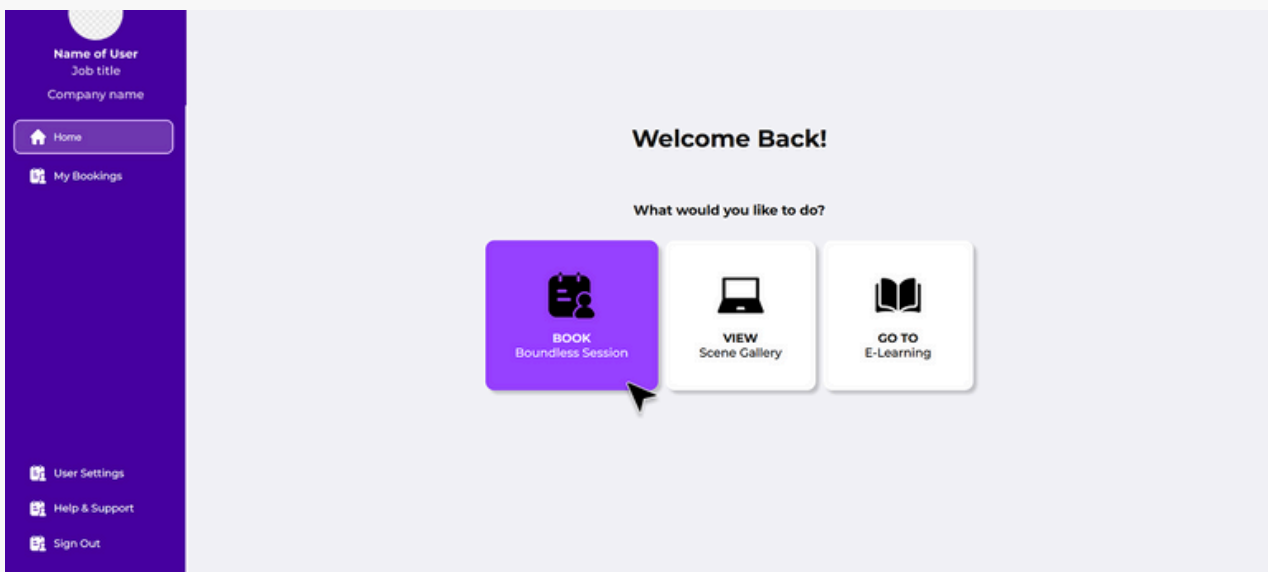 Name of User
Job title
Company name
Home
My Bookings
User Settings
Help & Support
Sign Out
Welcome Back!
What would you like to do?
BOOK
Boundless Session
VIEW
Scene Gallery
GO TO
E-Learning